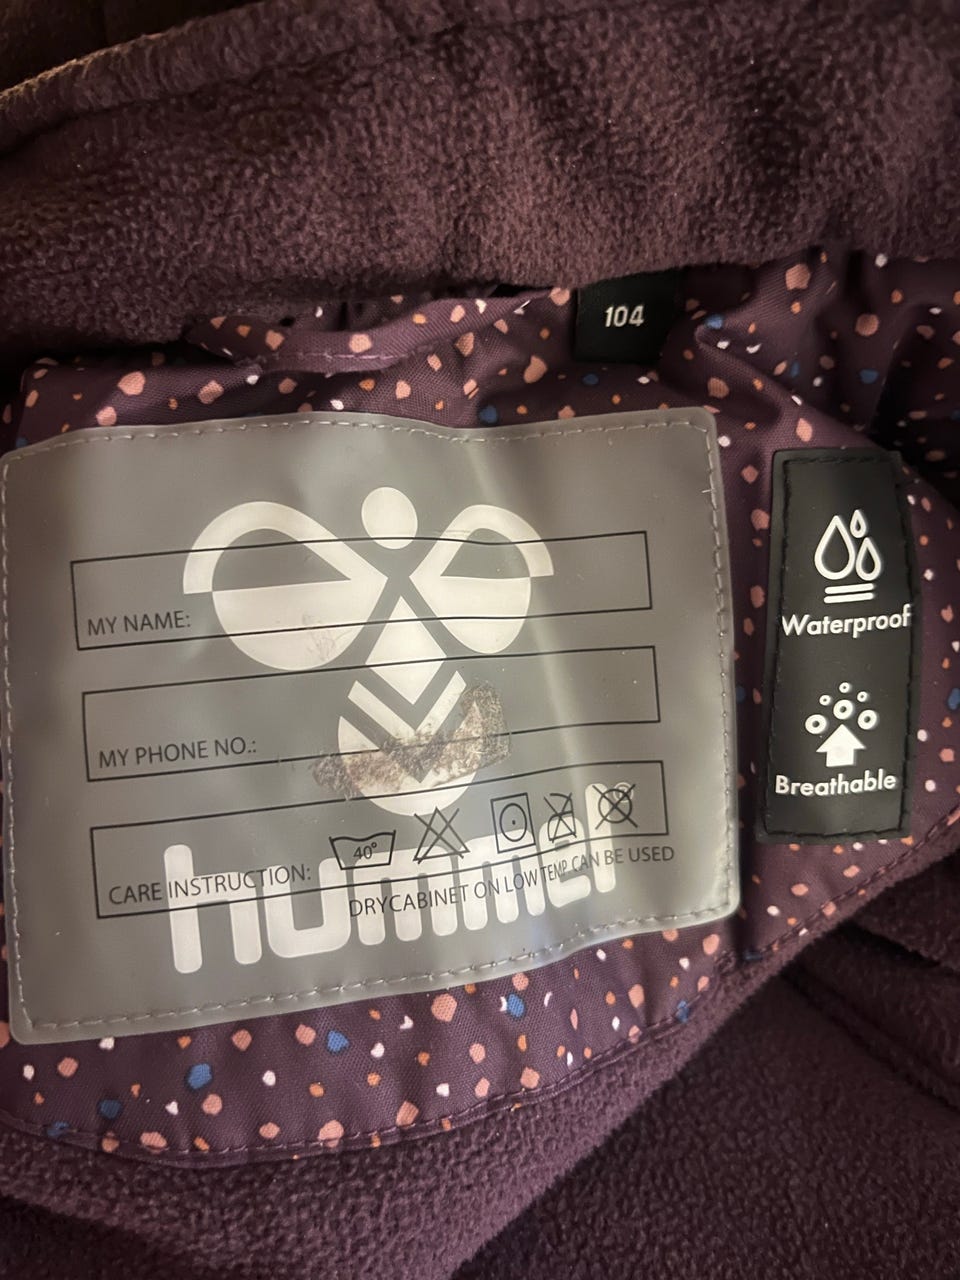 104
MY NAME:
MY PHONE NO.:
CARE INSTRUCTION: 40°
DRYCABINET ON LOW TEMP. CAN BE USED
hummel
Waterproof
Breathable